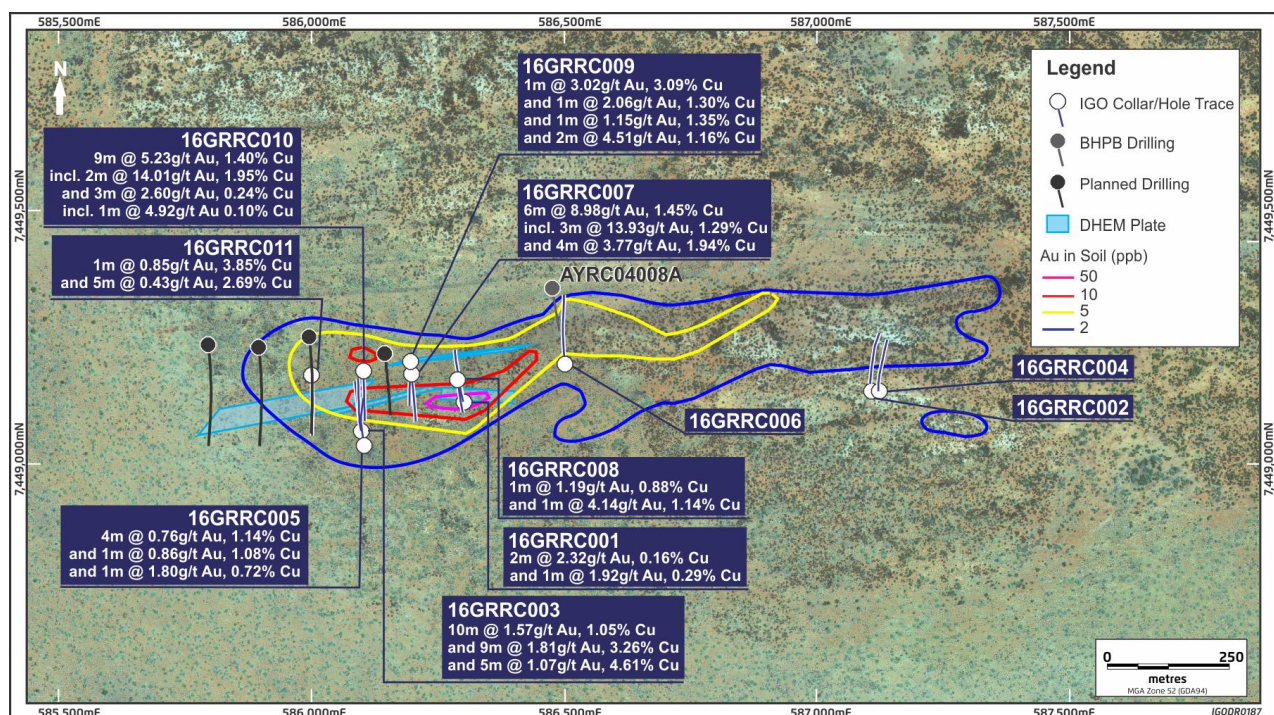 585,500mE
586,000mE
586,500mE
587,000mE
587,500mE
N
7,449,500mN
7,449,000mN
7,449,500mN
7,449,000mN
16GRRC009
1m @ 3.02g/t Au, 3.09% Cu
and 1m @ 2.06g/t Au, 1.30% Cu
and 1m @ 1.15g/t Au, 1.35% Cu
and 2m @ 4.51g/t Au, 1.16% Cu
16GRRC010
9m @ 5.23g/t Au, 1.40% Cu
incl. 2m @ 14.01g/t Au, 1.95% Cu
and 3m @ 2.60g/t Au, 0.24% Cu
incl. 1m @ 4.92g/t Au 0.10% Cu
16GRRC007
6m @ 8.98g/t Au, 1.45% Cu
incl. 3m @ 13.93g/t Au, 1.29% Cu
and 4m @ 3.77g/t Au, 1.94% Cu
16GRRC011
1m @ 0.85g/t Au, 3.85% Cu
and 5m @ 0.43g/t Au, 2.69% Cu
AYRC04008A
Legend
IGO Collar/Hole Trace
BHPB Drilling
Planned Drilling
DHEM Plate
Au in Soil (ppb)
50
10
5
2
16GRRC004
16GRRC002
16GRRC006
16GRRC008
1m @ 1.19g/t Au, 0.88% Cu
and 1m @ 4.14g/t Au, 1.14% Cu
16GRRC005
4m @ 0.76g/t Au, 1.14% Cu
and 1m @ 0.86g/t Au, 1.08% Cu
and 1m @ 1.80g/t Au, 0.72% Cu
16GRRC001
2m @ 2.32g/t Au, 0.16% Cu
and 1m @ 1.92g/t Au, 0.29% Cu
16GRRC003
10m @ 1.57g/t Au, 1.05% Cu
and 9m @ 1.81g/t Au, 3.26% Cu
and 5m @ 1.07g/t Au, 4.61% Cu
0 250
metres
MGA Zone 52 (GDA94)
585,500mE
586,000mE
586,500mE
587,000mE
587,500mE
IGODR0187